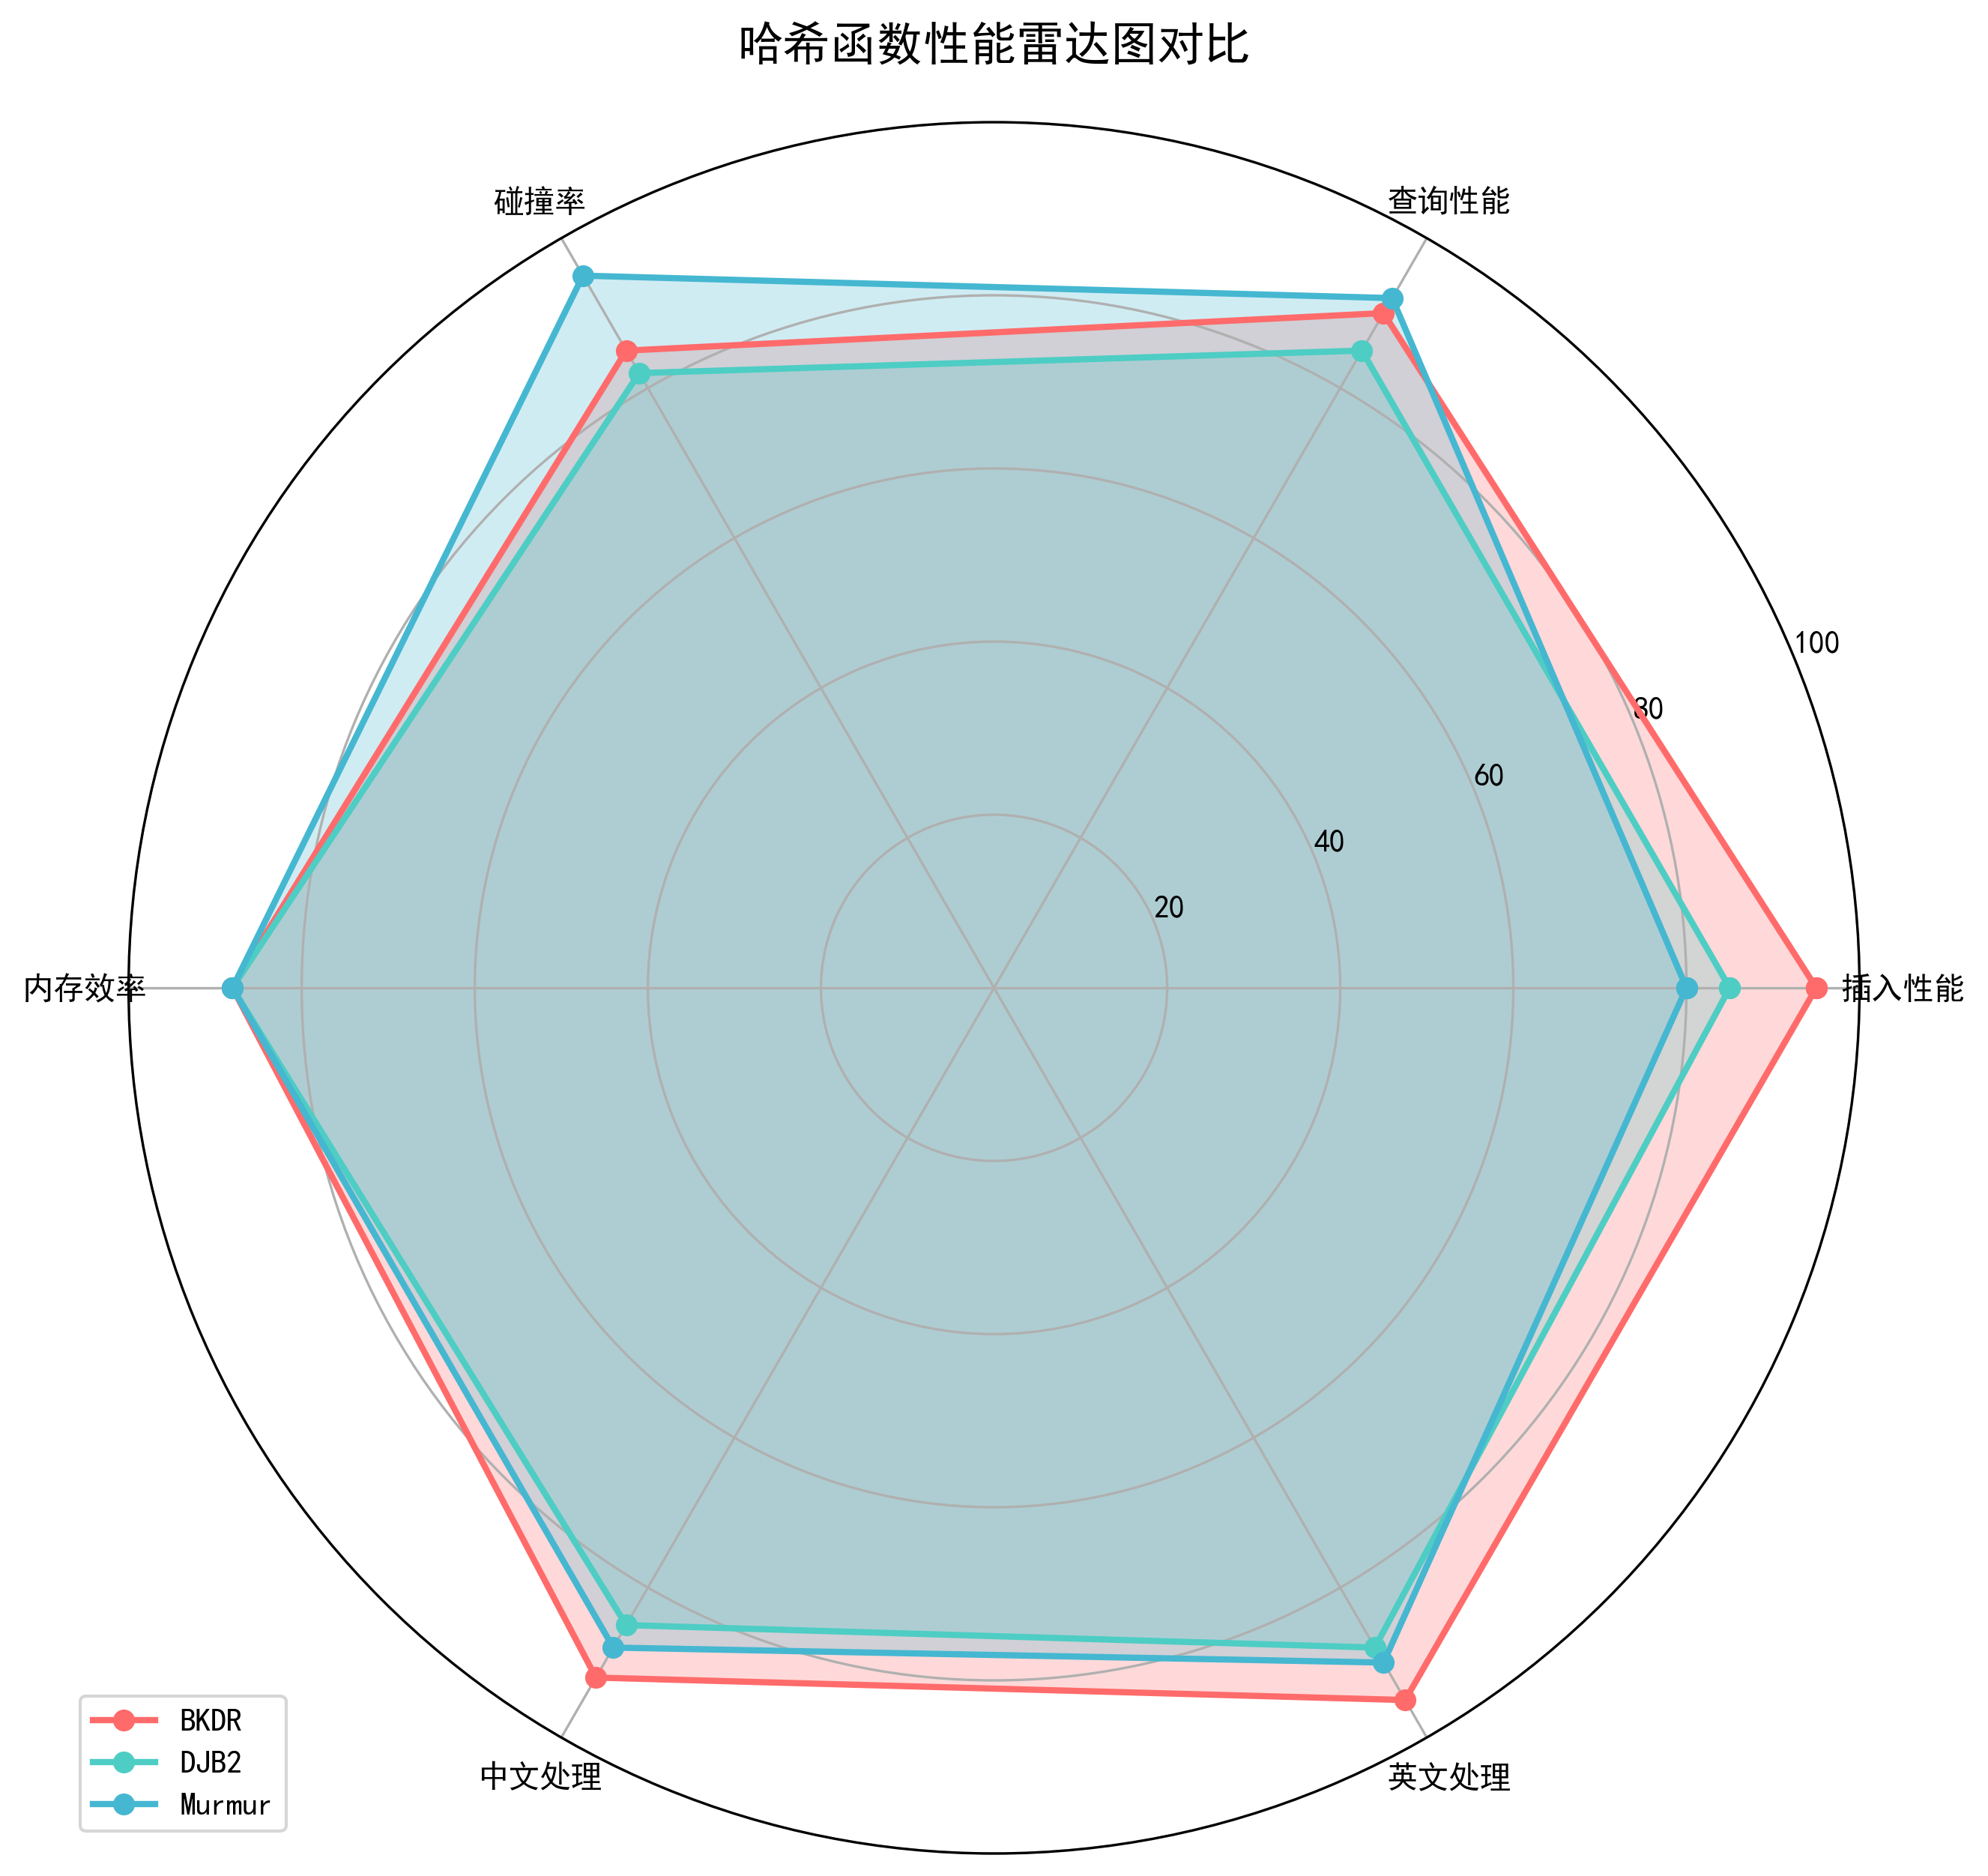 哈希函数性能雷达图对比
碰撞率
查询性能
100
80
60
40
20
内存效率
插入性能
中文处理
英文处理
BKDR
DJB2
Murmur